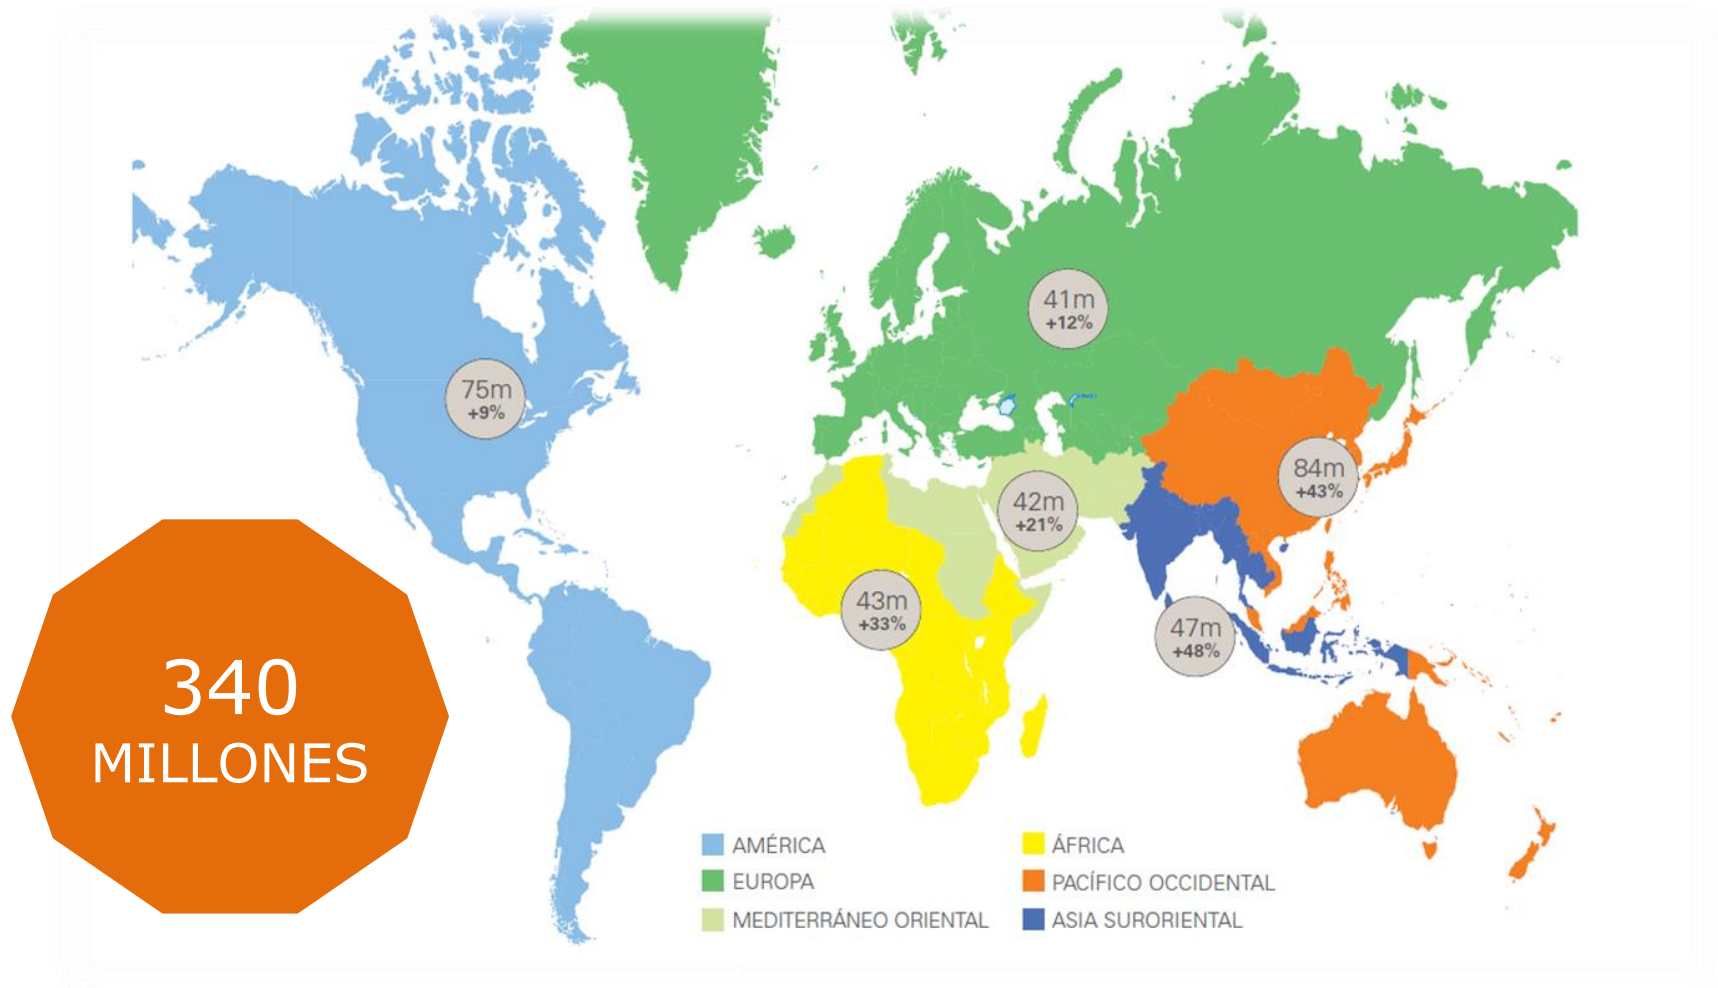 41m
+12%
75m
+9%
84m
+43%
42m
+21%
43m
+33%
47m
+48%
340
MILLONES
AMÉRICA
EUROPA
MEDITERRÁNEO ORIENTAL
ÁFRICA
PACÍFICO OCCIDENTAL
ASIA SURORIENTAL